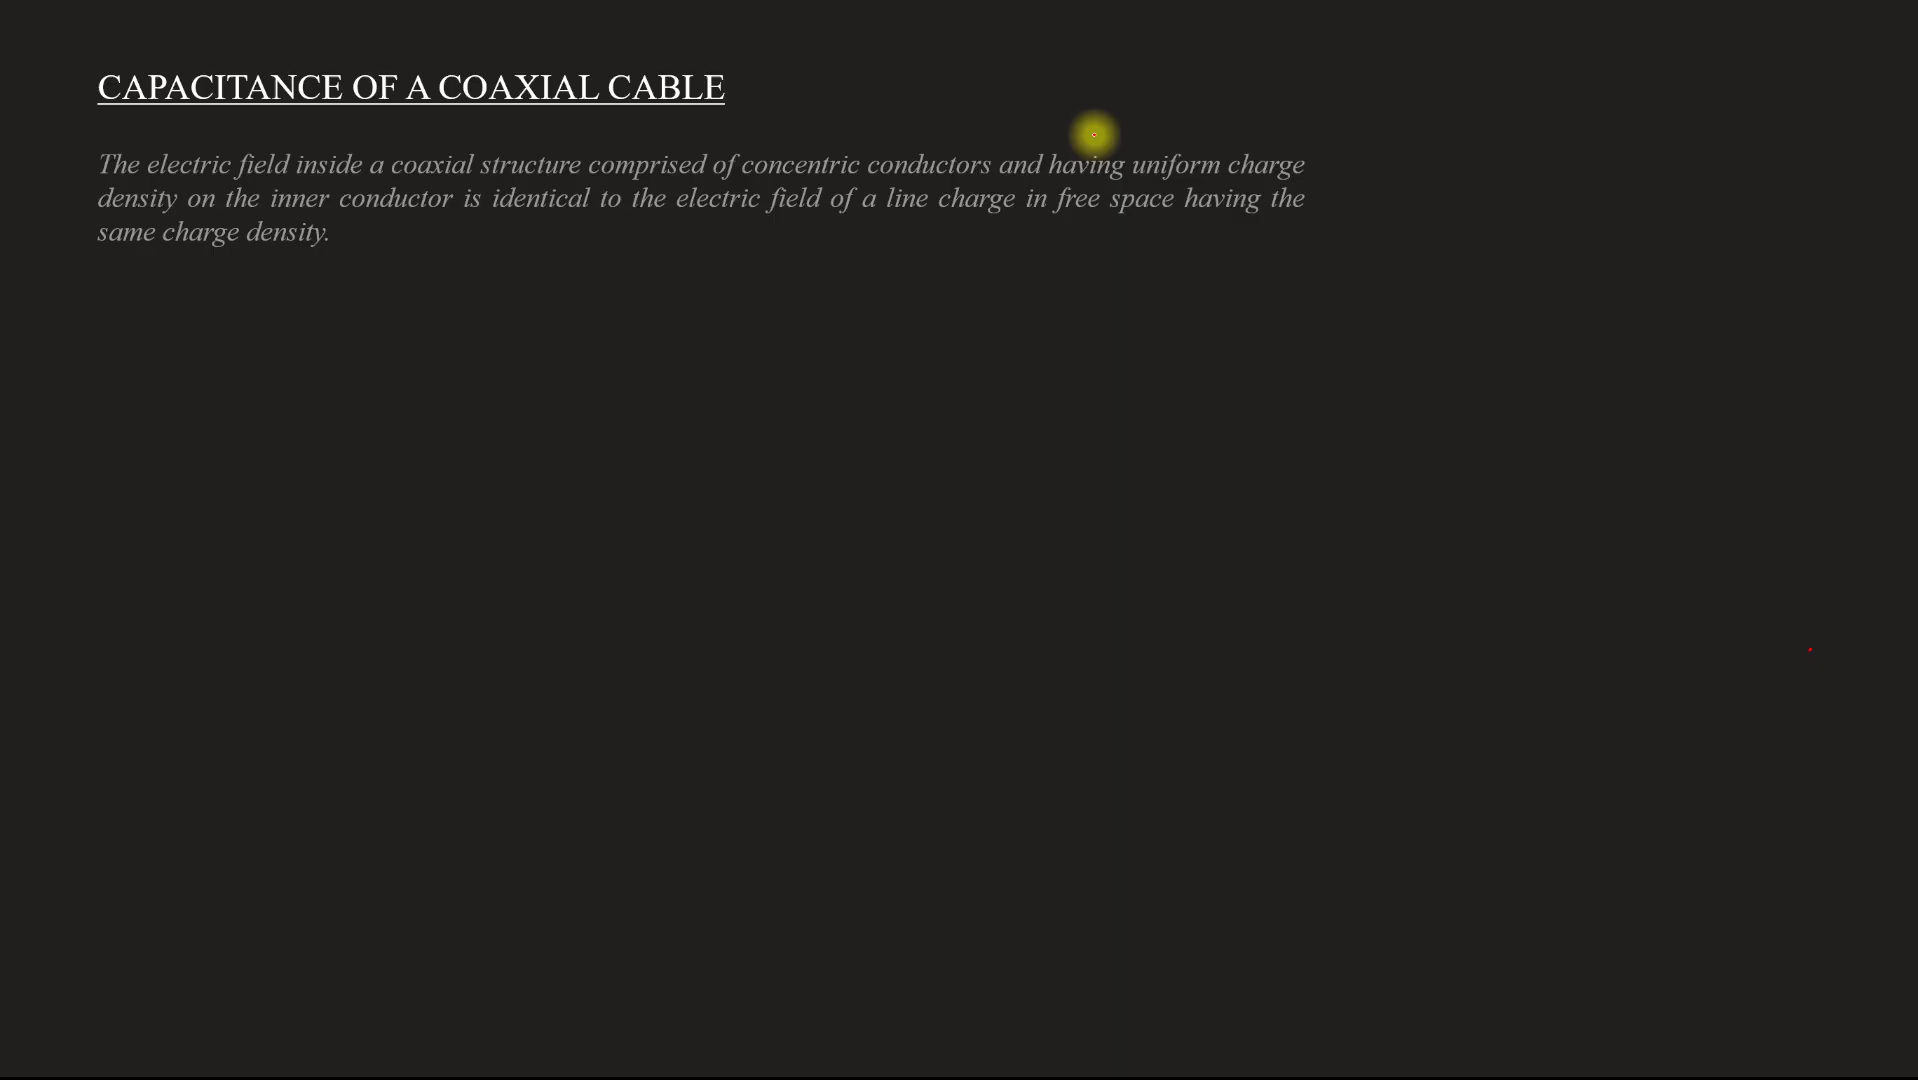 CAPACITANCE OF A COAXIAL CABLE
The electric field inside a coaxial structure comprised of concentric conductors and having uniform charge
density on the inner conductor is identical to the electric field of a line charge in free space having the
same charge density.